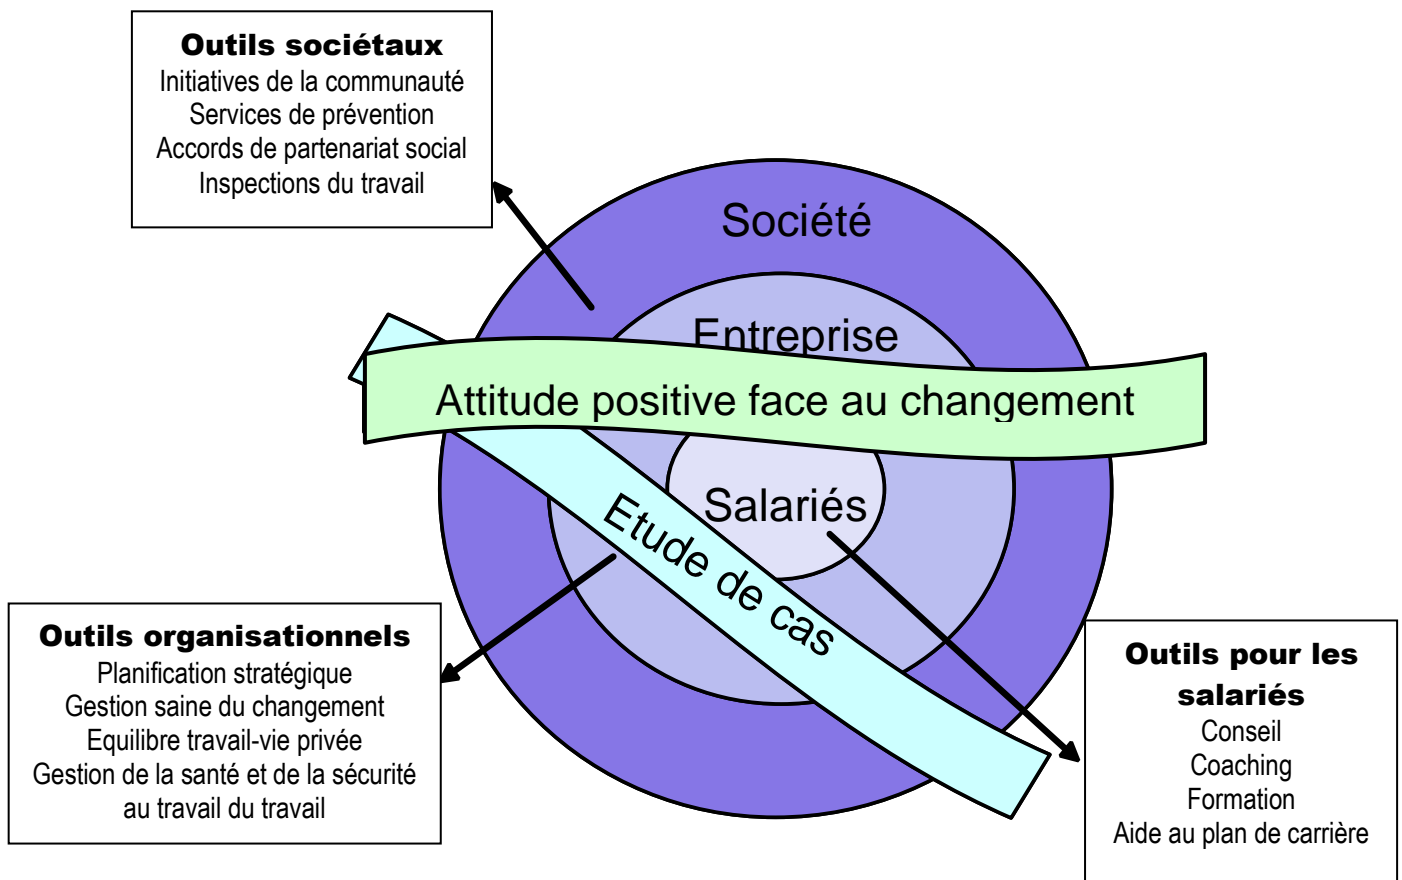 Outils sociétaux
Initiatives de la communauté
Services de prévention
Accords de partenariat social
Inspections du travail
Société
Entreprise
Attitude positive face au changement
Salariés
Etude de cas
Outils organisationnels
Planification stratégique
Gestion saine du changement
Equilibre travail-vie privée
Gestion de la santé et de la sécurité
au travail du travail
Outils pour les
salariés
Conseil
Coaching
Formation
Aide au plan de carrière